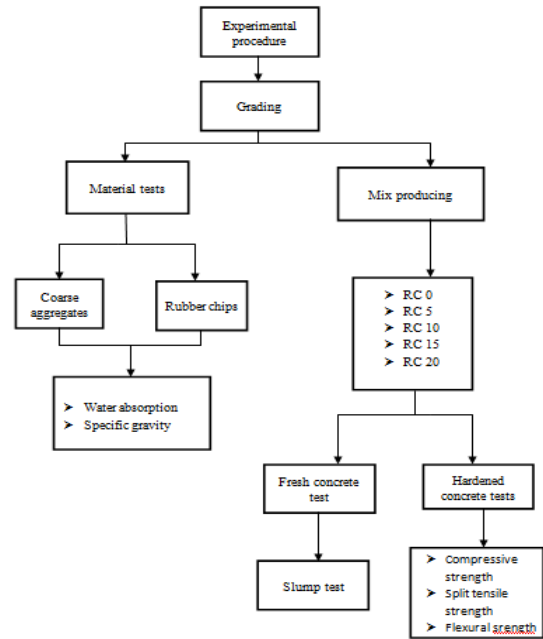 Experimental
procedure
Grading
Material tests
Mix producing
Coarse
aggregates
Rubber chips
➤ RC 0
➤ RC 5
➤ RC 10
➤ RC 15
➤ RC 20
➤ Water absorption
➤ Specific gravity
Fresh concrete
test
Hardened
concrete tests
Slump test
➤ Compressive
strength
➤ Split tensile
strength
➤ Flexural srength